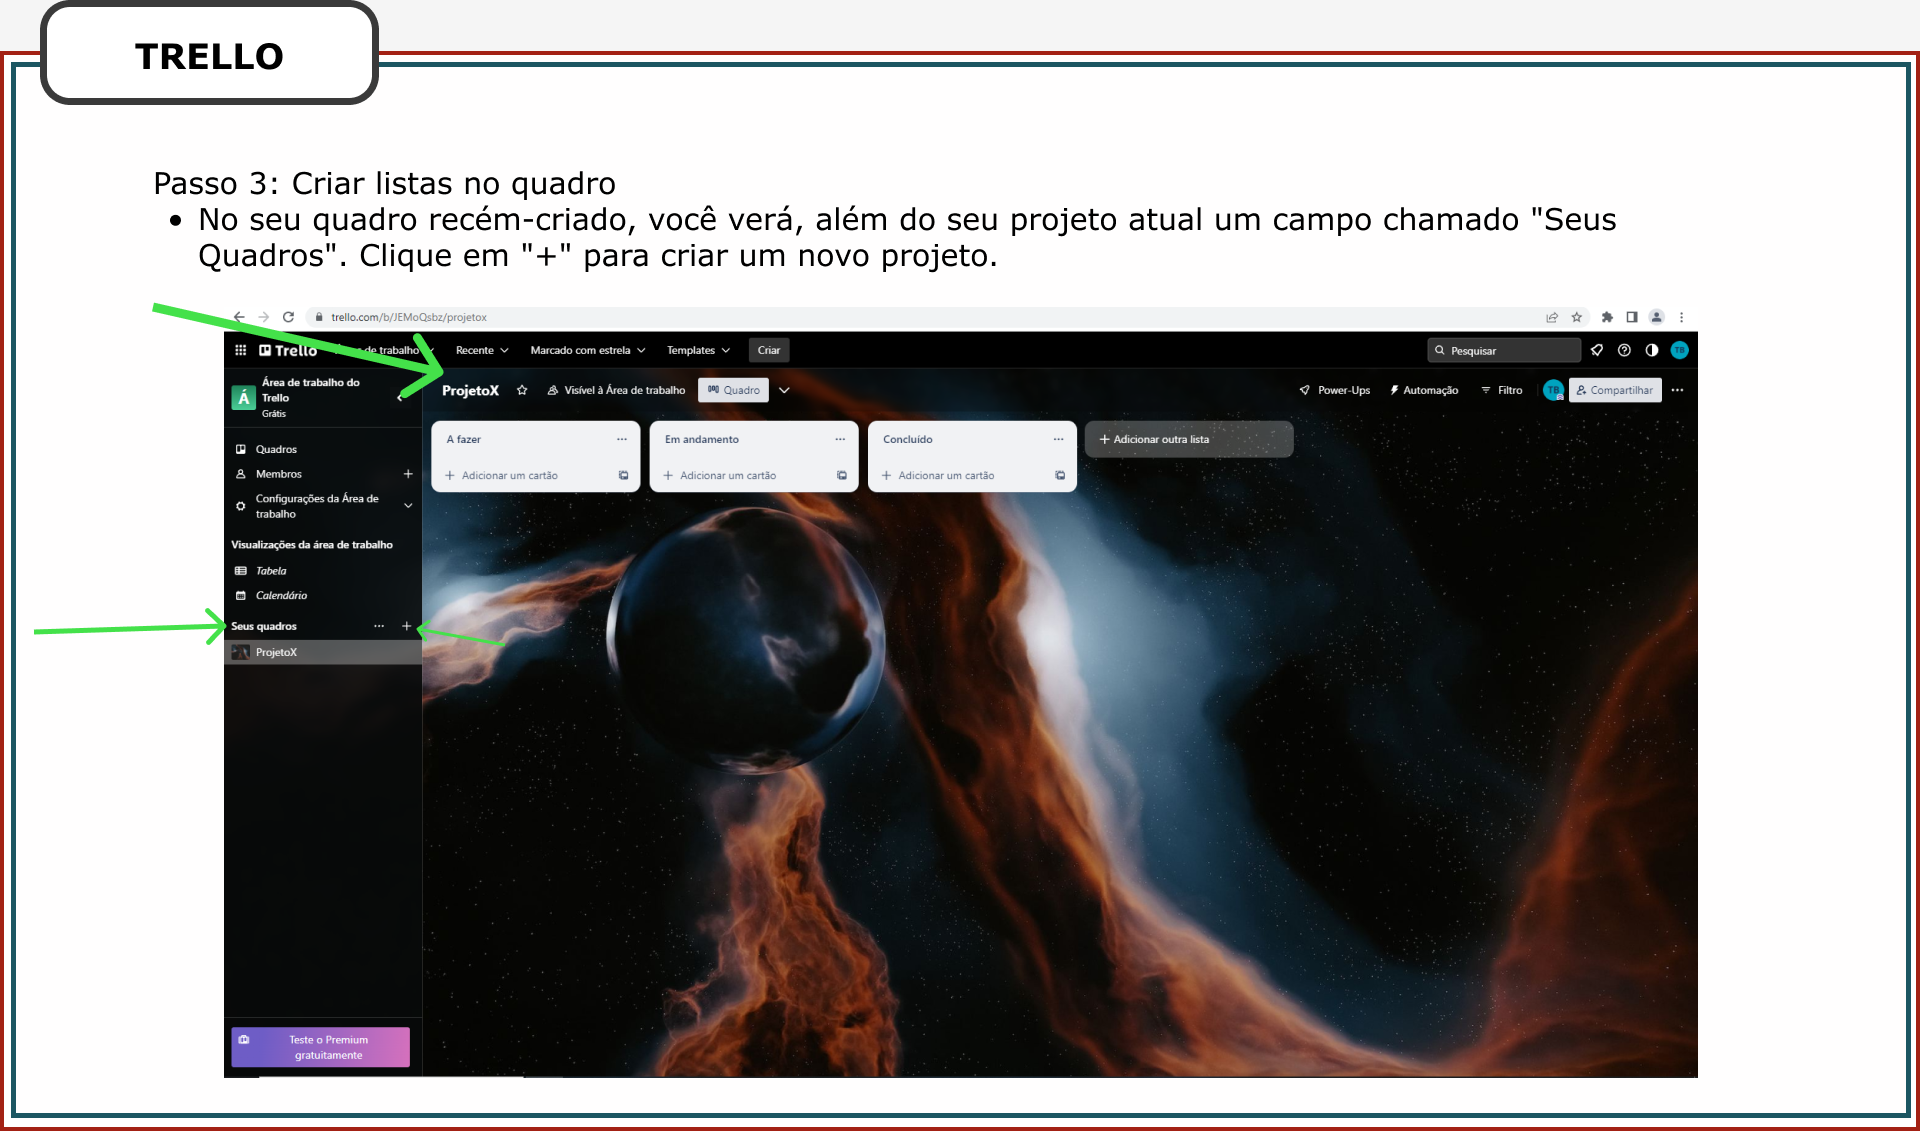 TRELLO
Passo 3: Criar listas no quadro
• No seu quadro recém-criado, você verá, além do seu projeto atual um campo chamado "Seus
Quadros". Clique em "+" para criar um novo projeto.
trello.com/b/JEMoQsbz/projetox
Trello de trabalho Recente Marcado com estrela Templates Criar Pesquisar TB
Área de trabalho do
Trello
Á
Grátis
ProjetoX Visível à Área de trabalho Quadro Power-Ups Automação Filtro TB Compartilhar
A fazer Em andamento Concluído + Adicionar outra lista
+ Adicionar um cartão + Adicionar um cartão + Adicionar um cartão
Quadros
Membros +
Configurações da Área de
trabalho
Visualizações da área de trabalho
Tabela
Calendário
Seus quadros ... +
ProjetoX
Teste o Premium
gratuitamente